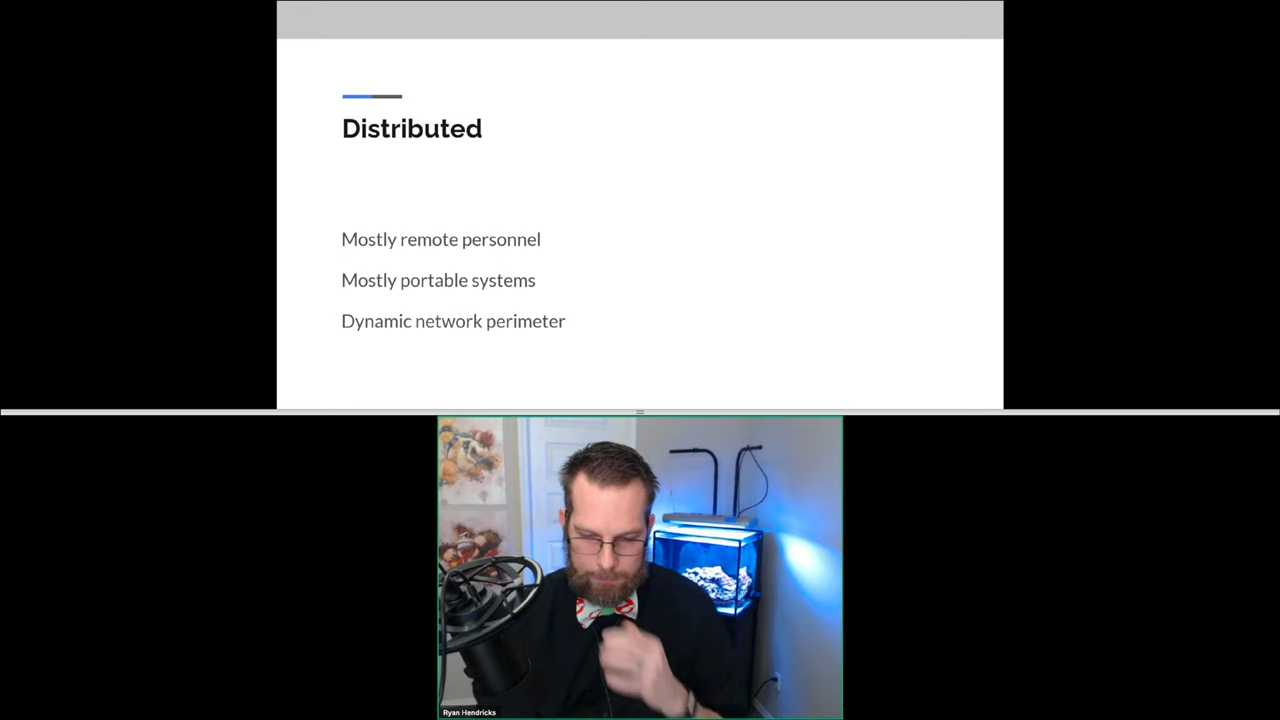 Distributed
Mostly remote personnel
Mostly portable systems
Dynamic network perimeter
Ryan Hendricks